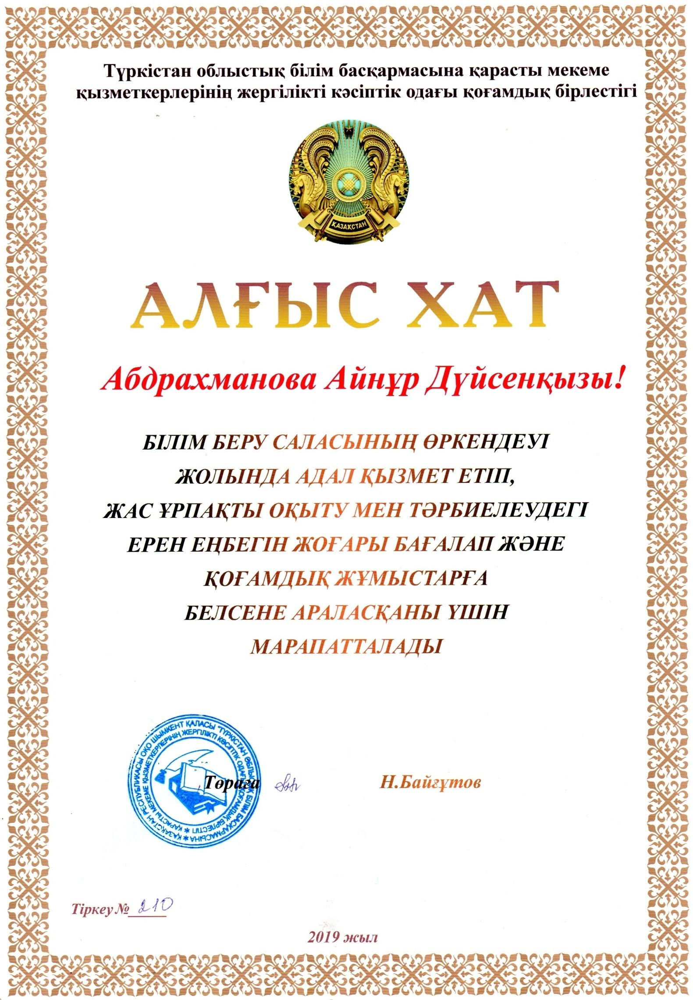 Түркістан облыстық білім басқармасына қарасты мекеме
қызметкерлерінің жергілікті кәсіптік одағы қоғамдық бірлестігі
ҚАЗАҚСТАН
АЛҒЫС ХАТ
Абдрахманова Айнұр Дүйсенқызы!
БІЛІМ БЕРУ САЛАСЫНЫҢ ӨРКЕНДЕУІ
ЖОЛЫНДА АДАЛ ҚЫЗМЕТ ЕТІП,
ЖАС ҰРПАҚТЫ ОҚЫТУ МЕН ТӘРБИЕЛЕУДЕГІ
ЕРЕН ЕҢБЕГІН ЖОҒАРЫ БАҒАЛАП ЖӘНЕ
ҚОҒАМДЫҚ ЖҰМЫСТАРҒА
БЕЛСЕНЕ АРАЛАСҚАНЫ ҮШІН
МАРАПАТТАЛАДЫ
ҚАЗАҚСТАН РЕСПУБЛИКАСЫ ОҚО ШЫМКЕНТ ҚАЛАСЫ "ТҮРКІСТАН ОБЛЫСТЫҚ БІЛІМ БАСҚАРМАСЫНА
ҚАРАСТЫ МЕКЕМЕ ҚЫЗМЕТКЕРЛЕРІНІҢ ЖЕРГІЛІКТІ КӘСІПТІК ОДАҒЫ ҚОҒАМДЫҚ БІРЛЕСТІГІ
Төраға Н.Байғұтов
Тіркеу № 210
2019 жыл